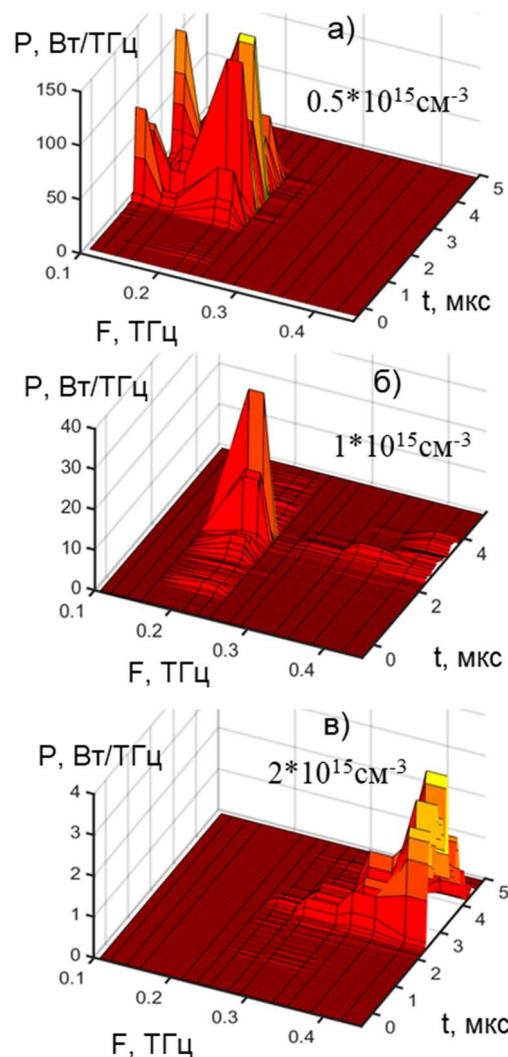 а)
P, Вт/ТГц
0.5*10¹⁵см⁻³
150
100
50
0
0.1
0.2
0.3
0.4
F, ТГц
0
1
2
3
4
5
t, мкс
б)
P, Вт/ТГц
1*10¹⁵см⁻³
40
30
20
10
0
0.1
0.2
0.3
0.4
F, ТГц
0
2
4
t, мкс
в)
P, Вт/ТГц
2*10¹⁵см⁻³
4
3
2
1
0
0.1
0.2
0.3
0.4
F, ТГц
0
1
2
3
4
5
t, мкс